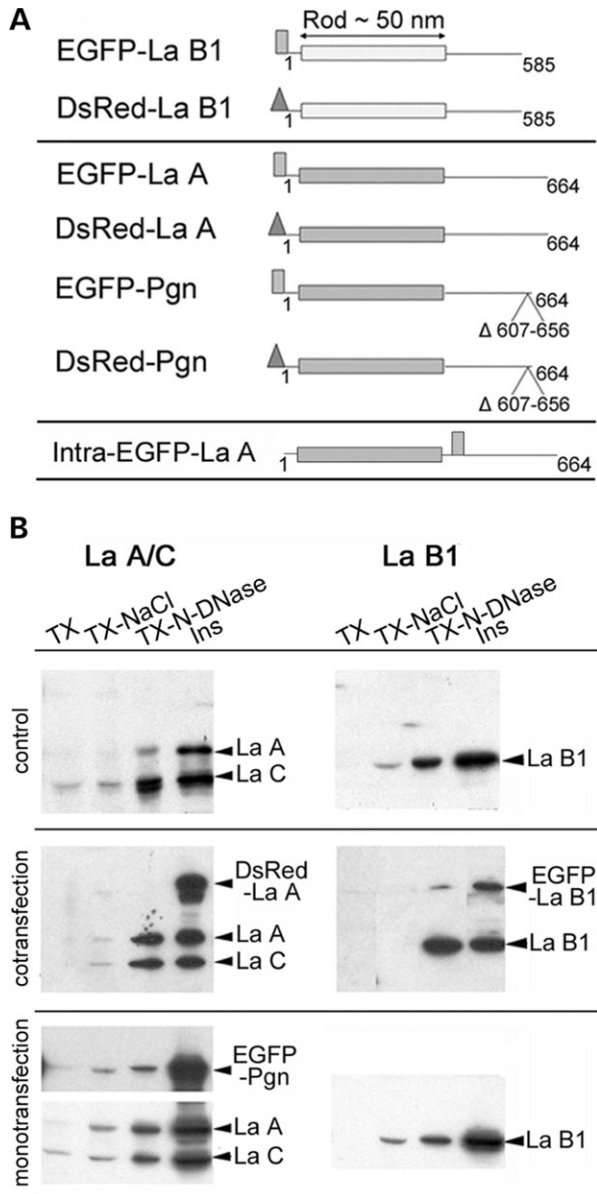 A
Rod ~ 50 nm
EGFP-La B1
1
585
DsRed-La B1
1
585
EGFP-La A
1
664
DsRed-La A
1
664
EGFP-Pgn
1
664
Δ 607-656
DsRed-Pgn
1
664
Δ 607-656
Intra-EGFP-La A
1
664
B
La A/C
La B1
TX TX-NaCl TX-N-DNase Ins
TX TX-NaCl TX-N-DNase Ins
control
La A
La C
La B1
cotransfection
DsRed
-La A
La A
La C
EGFP
-La B1
La B1
monotransfection
EGFP
-Pgn
La A
La C
La B1